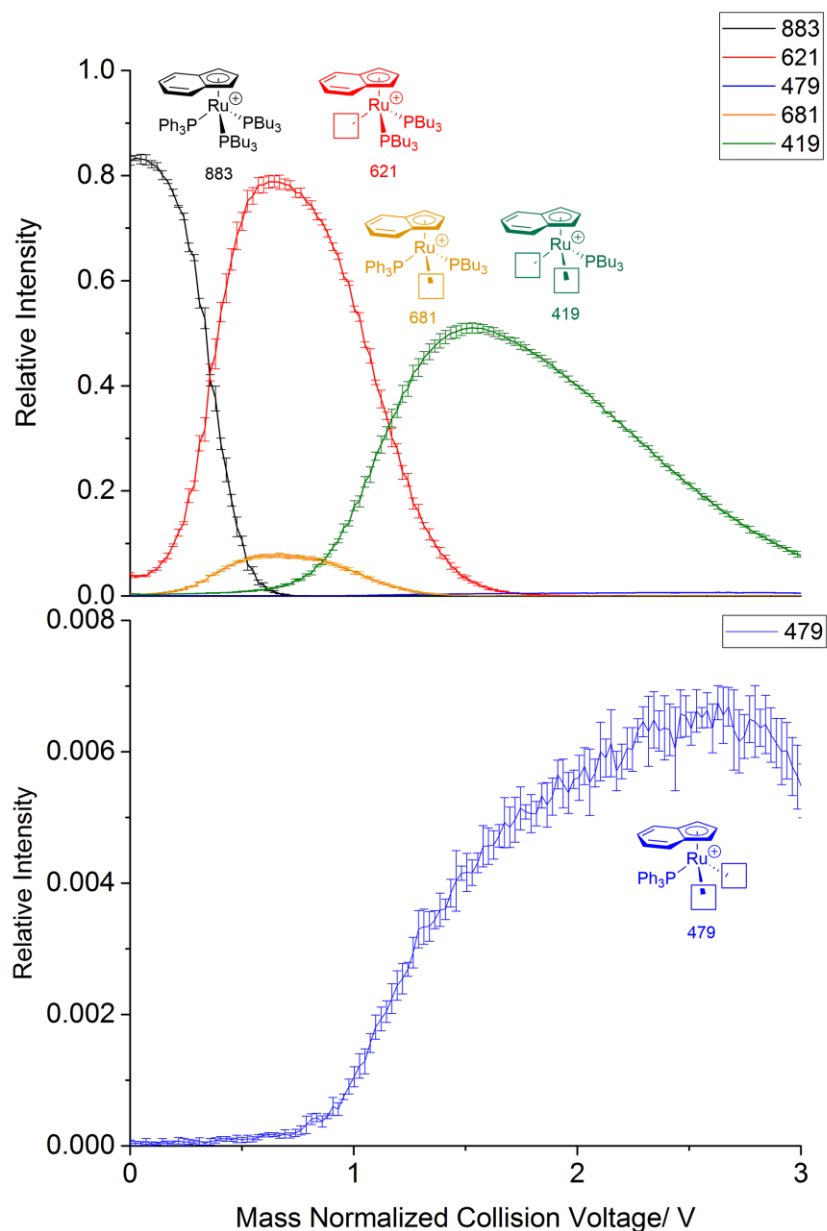 883
621
479
681
419
1.0
0.8
0.6
0.4
0.2
0.0
Relative Intensity
Ru ⊕
Ph₃P PBu₃
PBu₃
883
Ru ⊕
PBu₃
PBu₃
621
Ru ⊕
Ph₃P PBu₃
681
Ru ⊕
PBu₃
419
479
0.008
0.006
0.004
0.002
0.000
Relative Intensity
Ru ⊕
Ph₃P
479
0 1 2 3
Mass Normalized Collision Voltage/ V